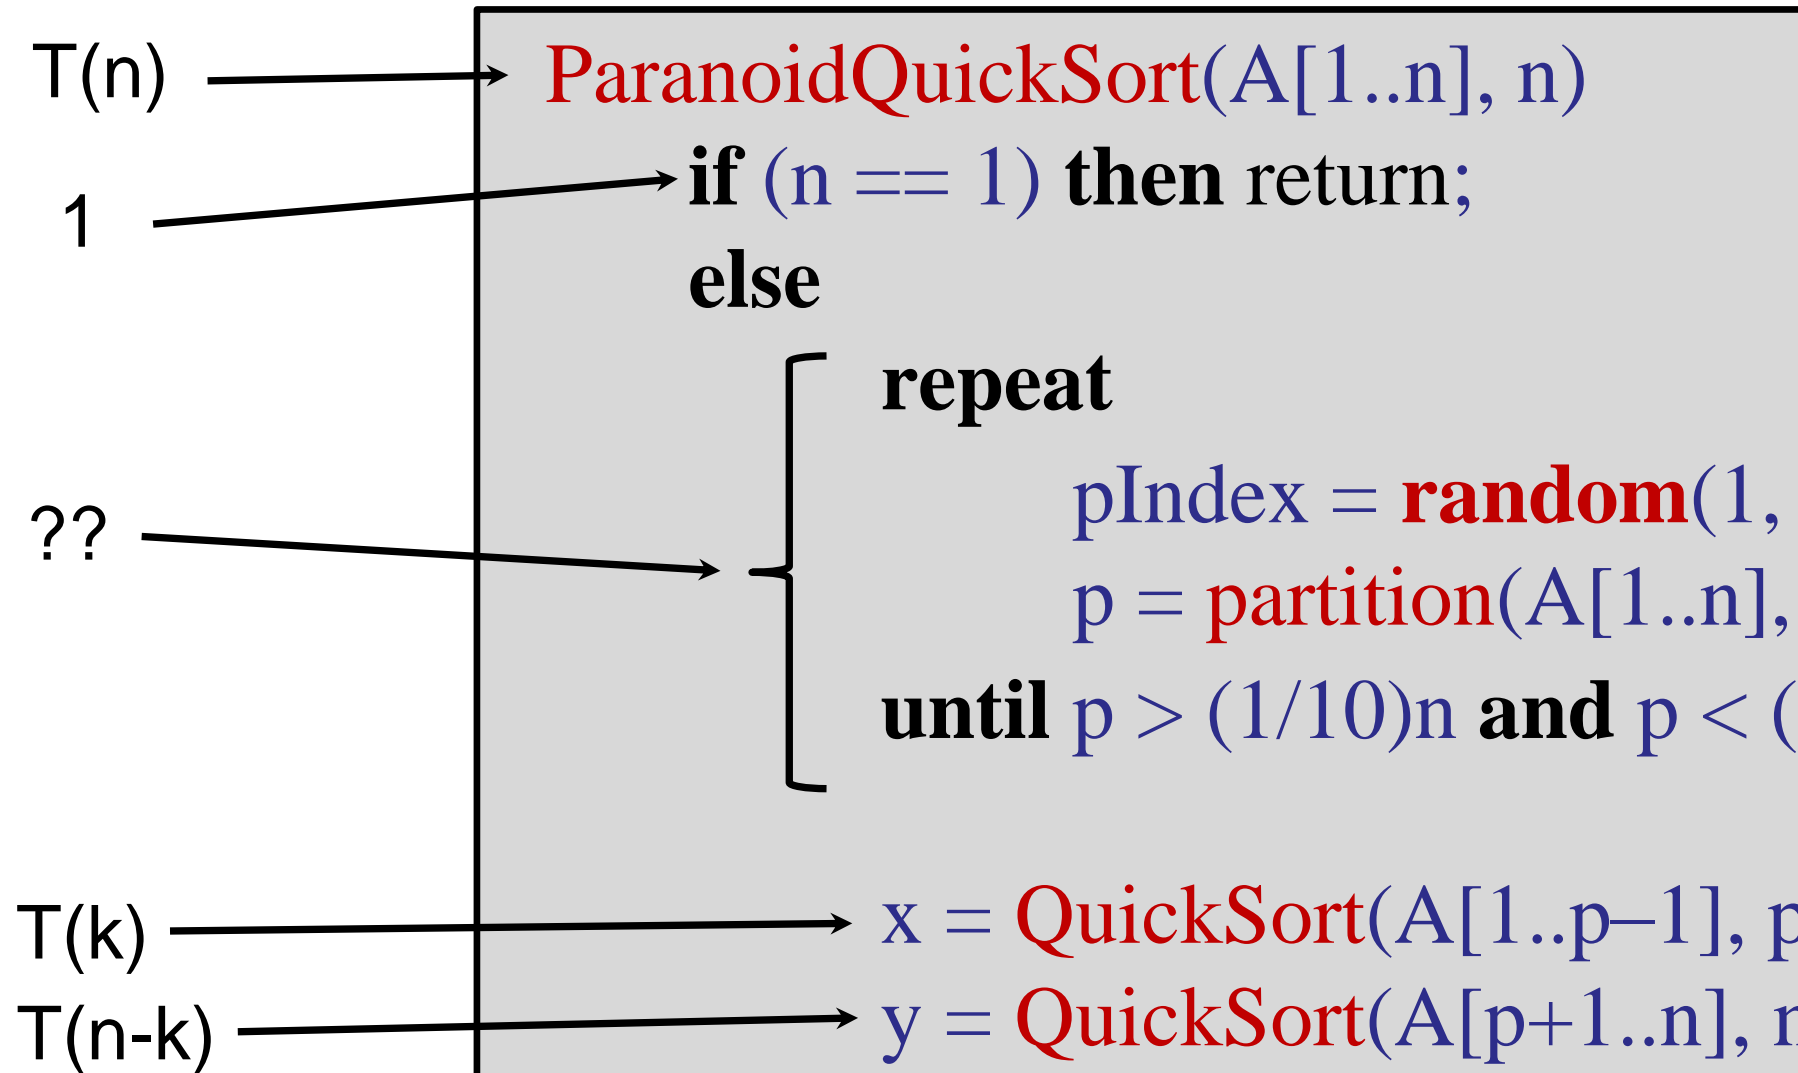 T(n)
ParanoidQuickSort(A[1..n], n)
1
if (n == 1) then return;
else
repeat
??
pIndex = random(1,
p = partition(A[1..n],
until p > (1/10)n and p < (
T(k)
x = QuickSort(A[1..p–1], p
T(n-k)
y = QuickSort(A[p+1..n], n